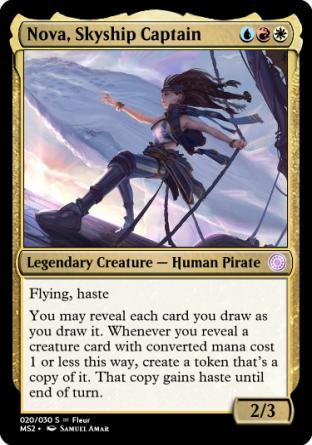 Nova, Skyship Captain
Legendary Creature — Human Pirate
Flying, haste
You may reveal each card you draw as
you draw it. Whenever you reveal a
creature card with converted mana cost
1 or less this way, create a token that's a
copy of it. That copy gains haste until
end of turn.
2/3
020/030 S = Fleur
MS2 • Samuel Amar